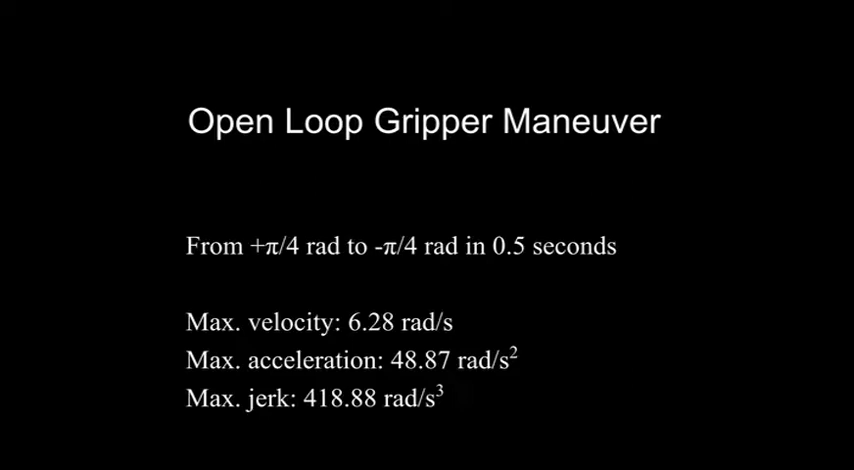 Open Loop Gripper Maneuver
From +π/4 rad to -π/4 rad in 0.5 seconds
Max. velocity: 6.28 rad/s
Max. acceleration: 48.87 rad/s²
Max. jerk: 418.88 rad/s³